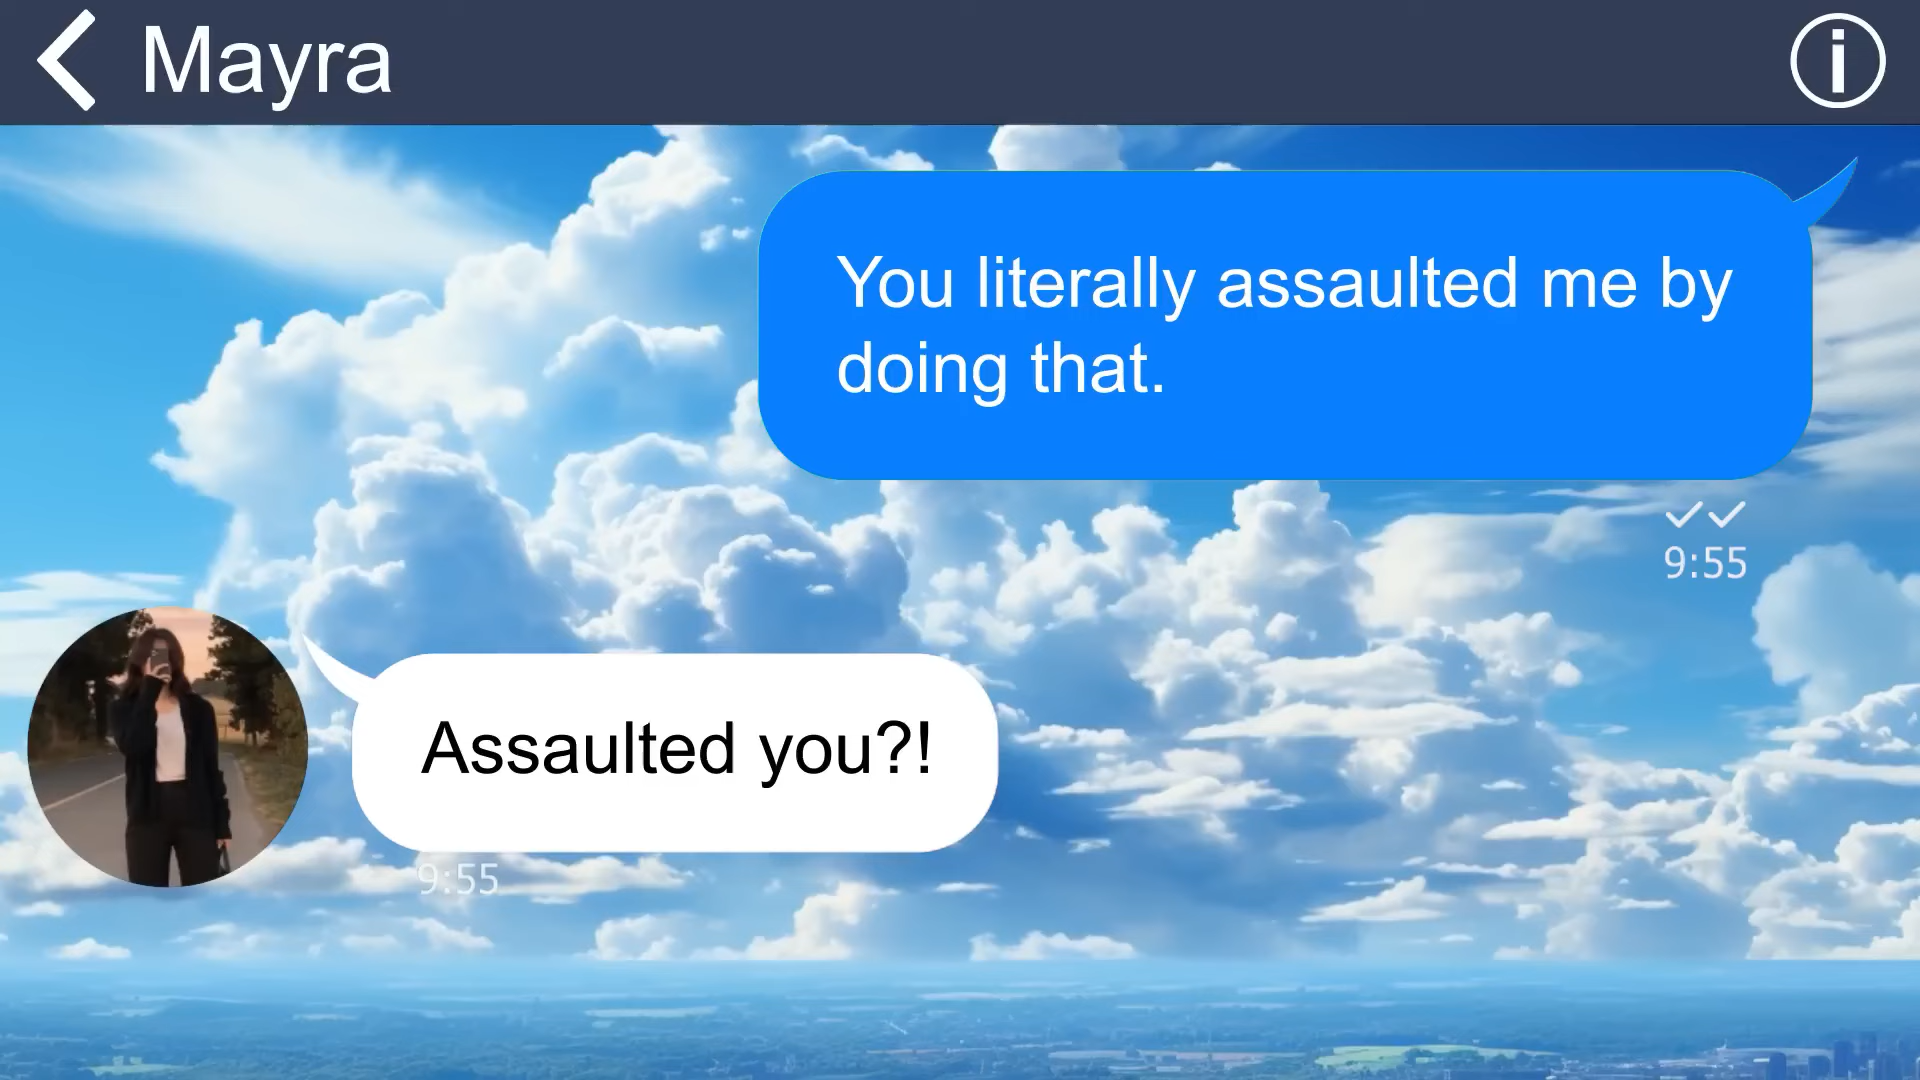 Mayra
You literally assaulted me by
doing that.
9:55
Assaulted you?!
9:55